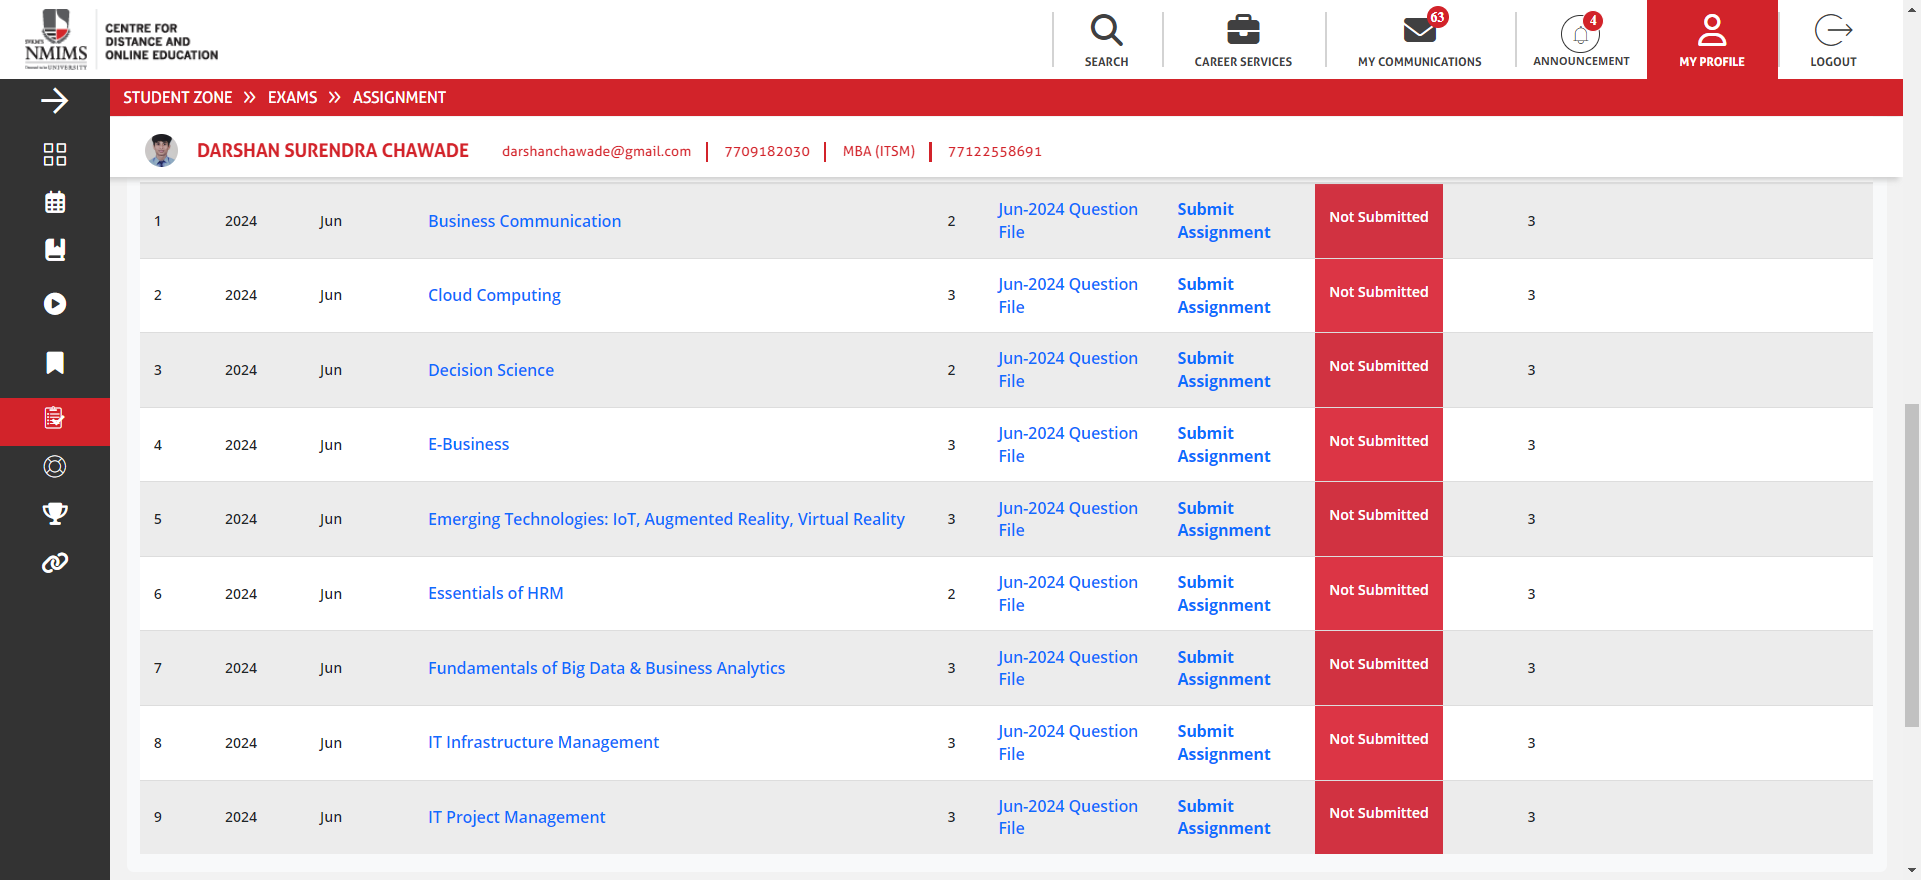 SVKM'S
NMIMS
CENTRE FOR
DISTANCE AND
ONLINE EDUCATION
SEARCH
CAREER SERVICES
63
MY COMMUNICATIONS
4
ANNOUNCEMENT
MY PROFILE
LOGOUT
STUDENT ZONE » EXAMS » ASSIGNMENT
DARSHAN SURENDRA CHAWADE darshanchawade@gmail.com | 7709182030 | MBA (ITSM) | 77122558691
1 2024 Jun Business Communication 2 Jun-2024 Question File Submit Assignment Not Submitted 3
2 2024 Jun Cloud Computing 3 Jun-2024 Question File Submit Assignment Not Submitted 3
3 2024 Jun Decision Science 2 Jun-2024 Question File Submit Assignment Not Submitted 3
4 2024 Jun E-Business 3 Jun-2024 Question File Submit Assignment Not Submitted 3
5 2024 Jun Emerging Technologies: IoT, Augmented Reality, Virtual Reality 3 Jun-2024 Question File Submit Assignment Not Submitted 3
6 2024 Jun Essentials of HRM 2 Jun-2024 Question File Submit Assignment Not Submitted 3
7 2024 Jun Fundamentals of Big Data & Business Analytics 3 Jun-2024 Question File Submit Assignment Not Submitted 3
8 2024 Jun IT Infrastructure Management 3 Jun-2024 Question File Submit Assignment Not Submitted 3
9 2024 Jun IT Project Management 3 Jun-2024 Question File Submit Assignment Not Submitted 3